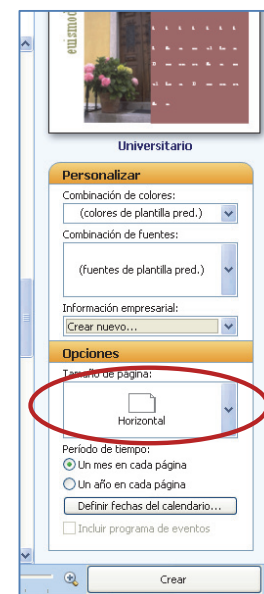 euismod
Universitario
Personalizar
Combinación de colores:
(colores de plantilla pred.)
Combinación de fuentes:
(fuentes de plantilla pred.)
Información empresarial:
Crear nuevo...
Opciones
Tamaño de página:
Horizontal
Período de tiempo:
Un mes en cada página
Un año en cada página
Definir fechas del calendario...
Incluir programa de eventos
Crear